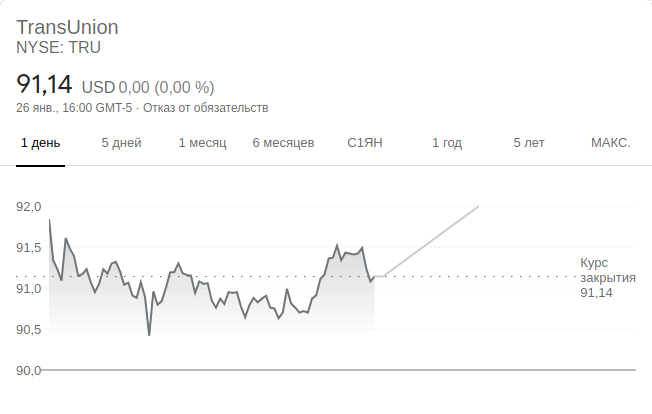 TransUnion
NYSE: TRU
91,14 USD 0,00 (0,00 %)
26 янв., 16:00 GMT-5 · Отказ от обязательств
1 день 5 дней 1 месяц 6 месяцев С1ЯН 1 год 5 лет МАКС.
92,0
91,5
91,0
90,5
90,0
Курс
закрытия
91,14